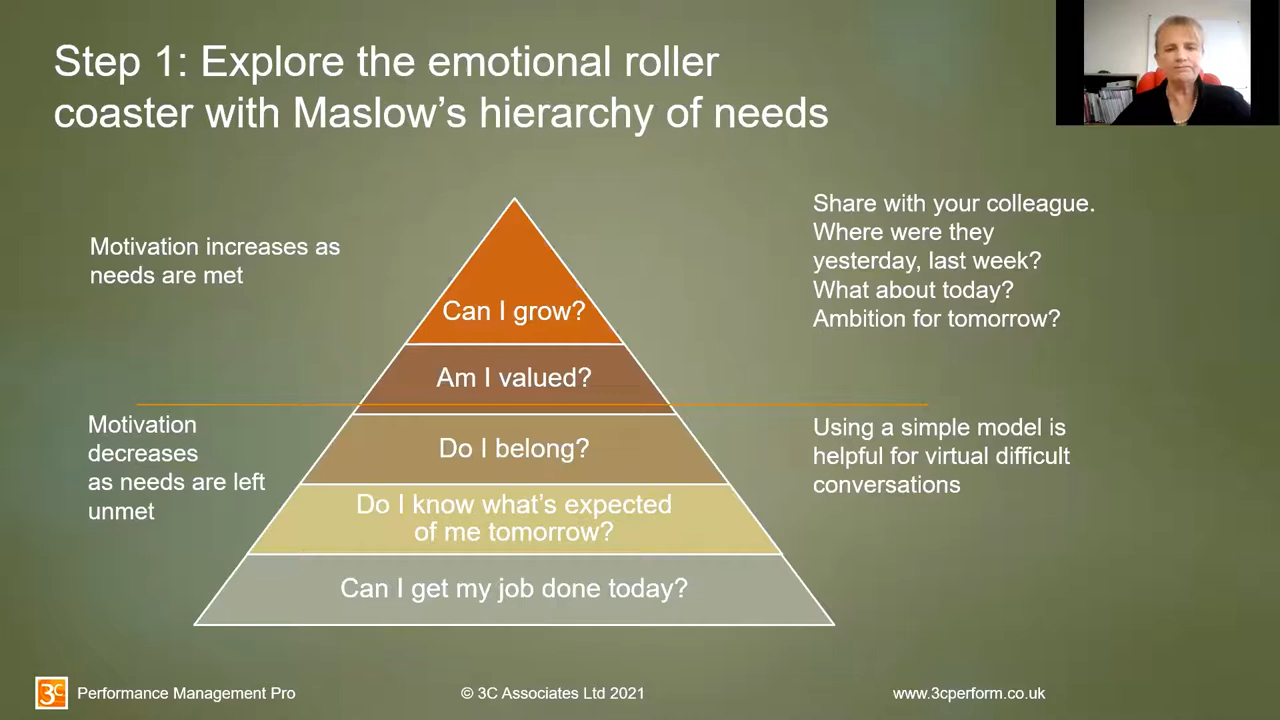 Step 1: Explore the emotional roller
coaster with Maslow’s hierarchy of needs
Motivation increases as
needs are met
Share with your colleague.
Where were they
yesterday, last week?
What about today?
Ambition for tomorrow?
Can I grow?
Am I valued?
Motivation
decreases
as needs are left
unmet
Do I belong?
Using a simple model is
helpful for virtual difficult
conversations
Do I know what’s expected
of me tomorrow?
Can I get my job done today?
3C
Performance Management Pro
© 3C Associates Ltd 2021
www.3cperform.co.uk